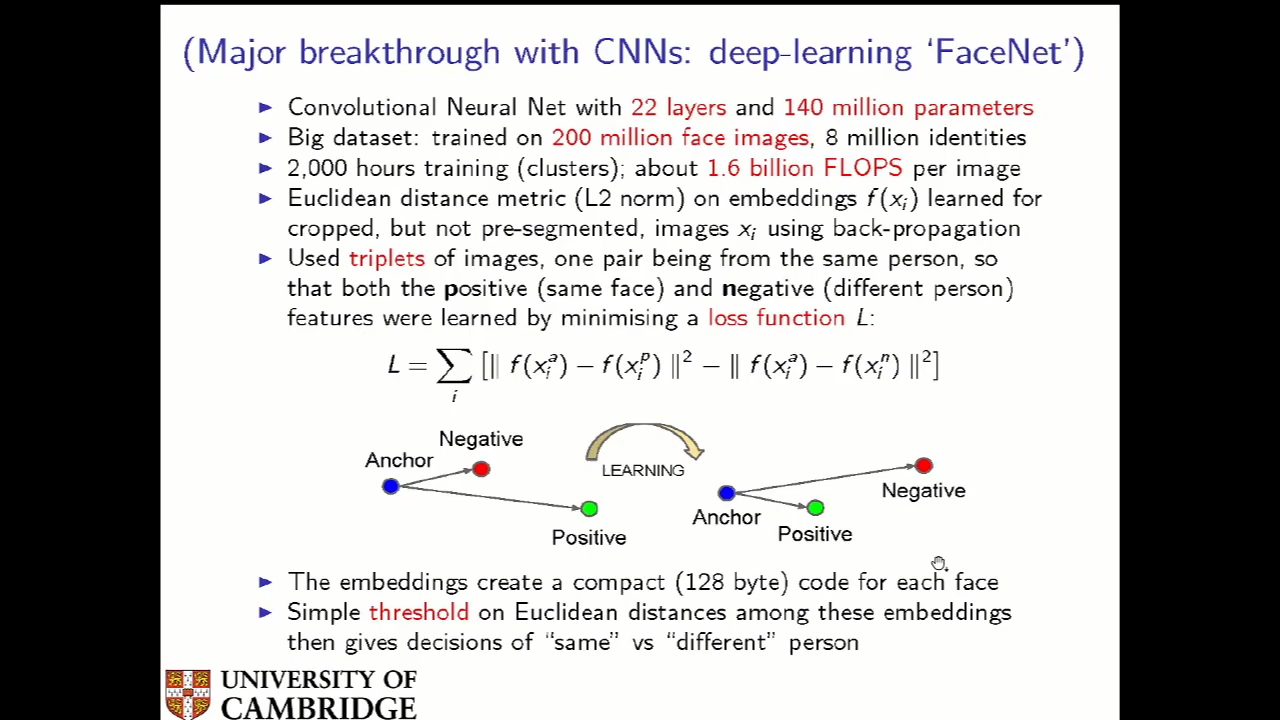 (Major breakthrough with CNNs: deep-learning ‘FaceNet’)
▶ Convolutional Neural Net with 22 layers and 140 million parameters
▶ Big dataset: trained on 200 million face images, 8 million identities
▶ 2,000 hours training (clusters); about 1.6 billion FLOPS per image
▶ Euclidean distance metric (L2 norm) on embeddings f(xᵢ) learned for
cropped, but not pre-segmented, images xᵢ using back-propagation
▶ Used triplets of images, one pair being from the same person, so
that both the positive (same face) and negative (different person)
features were learned by minimising a loss function L:
L = ∑ᵢ [‖ f(xᵢᵃ) − f(xᵢᵖ) ‖² − ‖ f(xᵢᵃ) − f(xᵢⁿ) ‖²]
Negative
Anchor
Positive
LEARNING
Negative
Anchor
Positive
▶ The embeddings create a compact (128 byte) code for each face
▶ Simple threshold on Euclidean distances among these embeddings
then gives decisions of “same” vs “different” person
UNIVERSITY OF
CAMBRIDGE